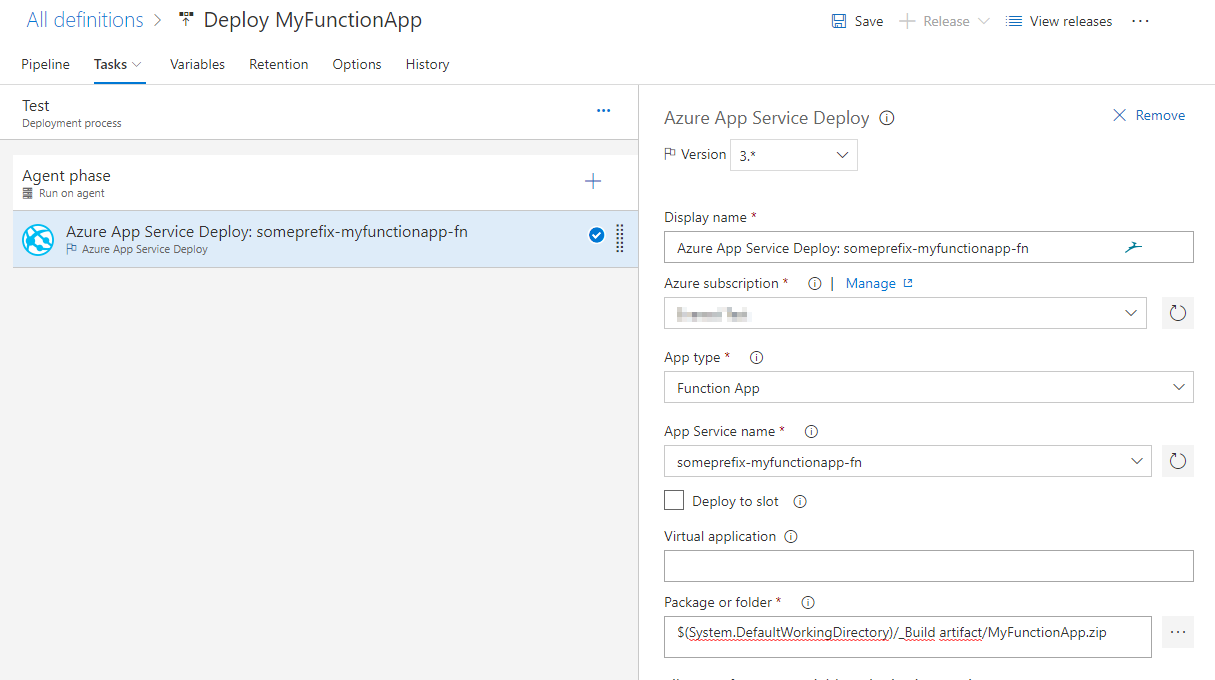 All definitions > Deploy MyFunctionApp
Save
Release
View releases
...
Pipeline
Tasks
Variables
Retention
Options
History
Test
Deployment process
...
Agent phase
Run on agent
Azure App Service Deploy: someprefix-myfunctionapp-fn
Azure App Service Deploy
Azure App Service Deploy
Remove
Version
3.*
Display name *
Azure App Service Deploy: someprefix-myfunctionapp-fn
Azure subscription * | Manage
App type *
Function App
App Service name *
someprefix-myfunctionapp-fn
Deploy to slot
Virtual application
Package or folder *
$(System.DefaultWorkingDirectory)/_Build artifact/MyFunctionApp.zip
...